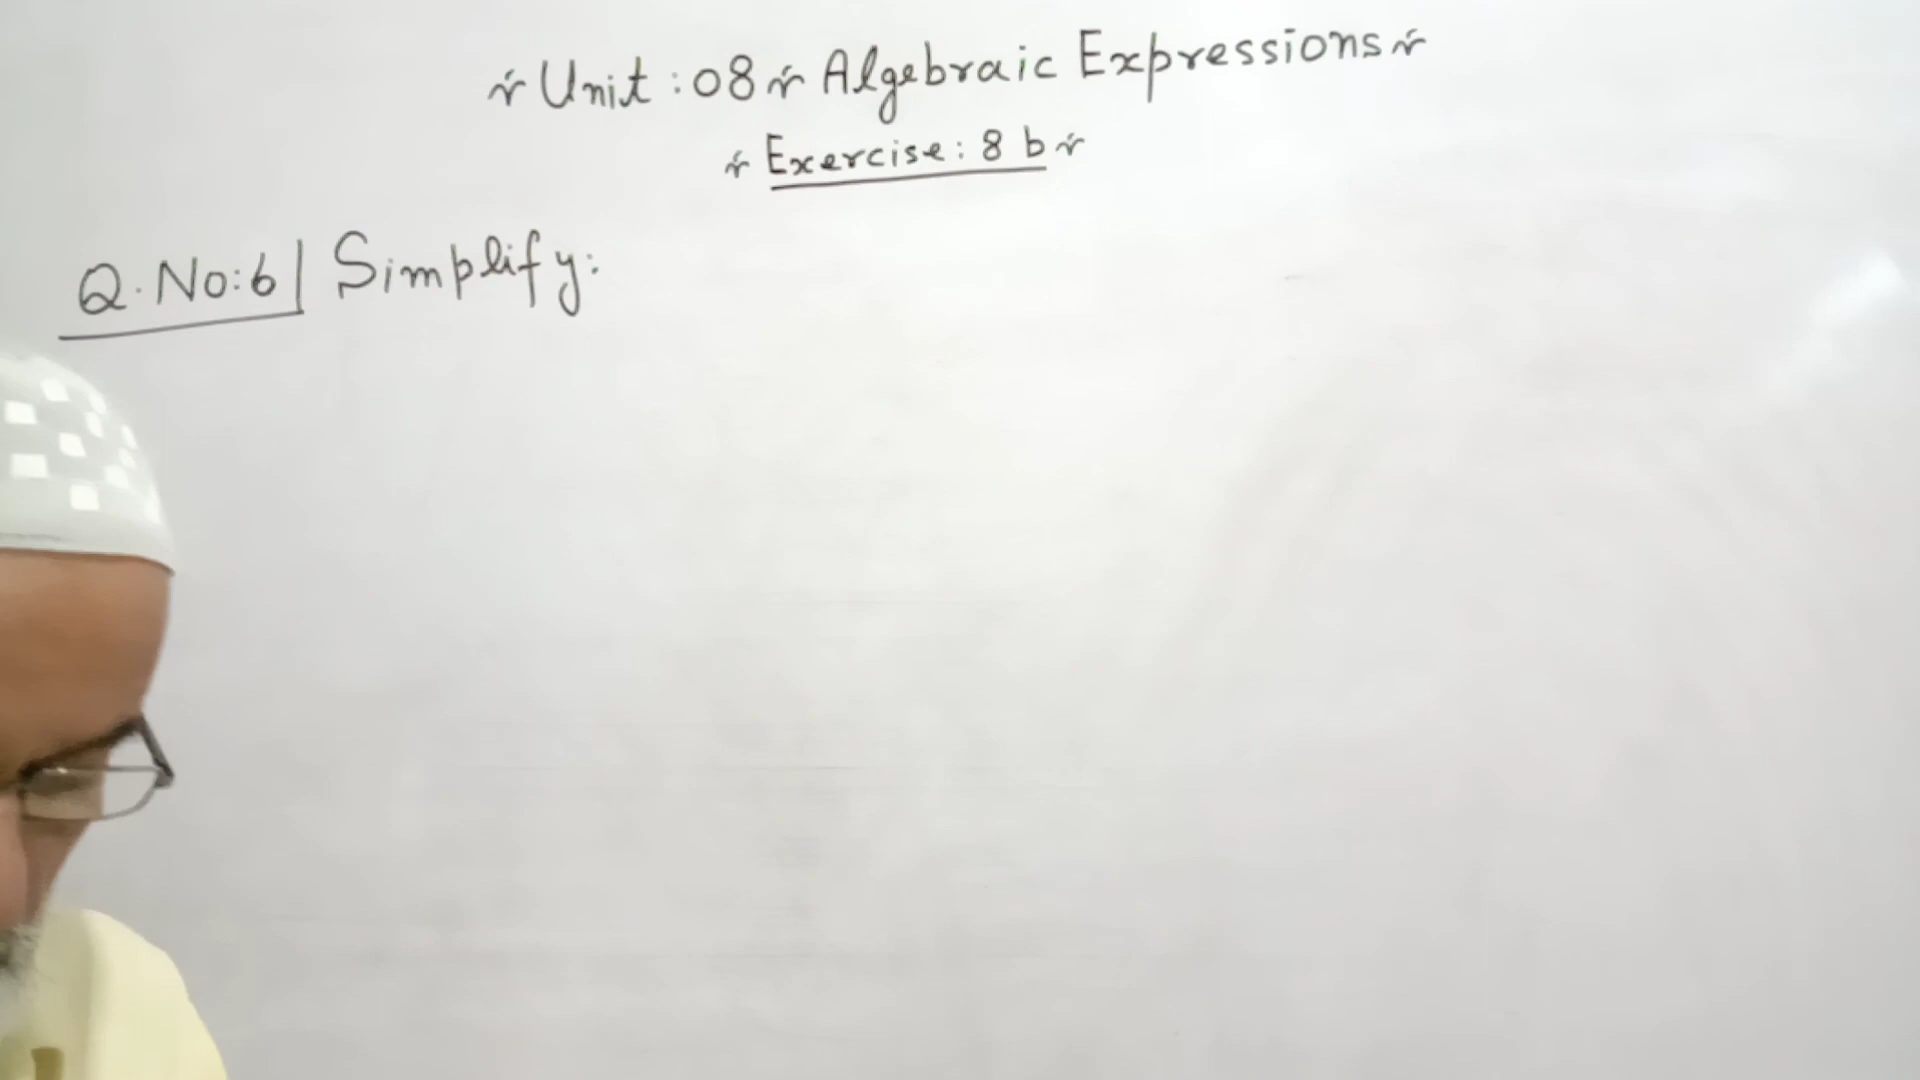 Unit : 08 Algebraic Expressions
Exercise : 8 b
Q. No: 6 Simplify: